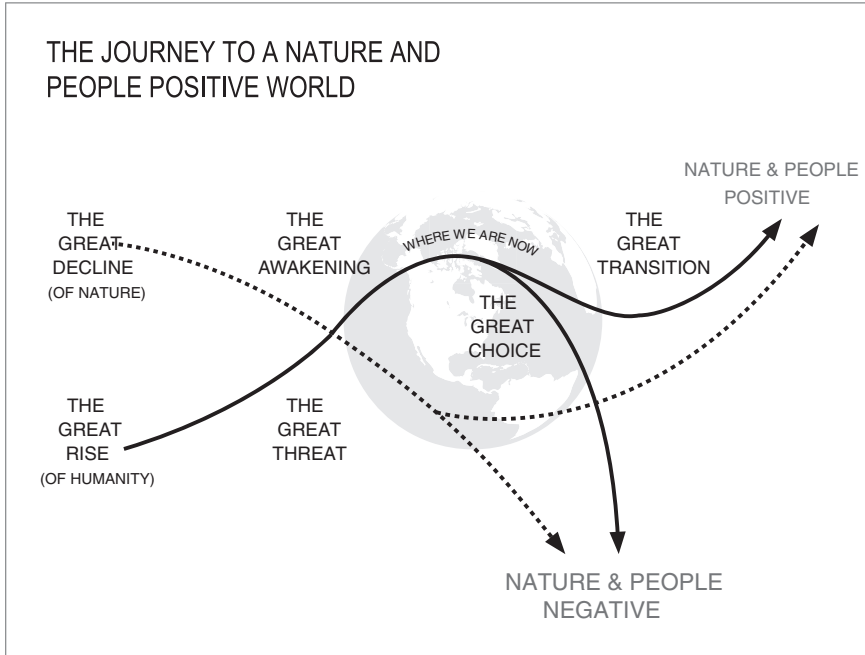 THE JOURNEY TO A NATURE AND
PEOPLE POSITIVE WORLD
NATURE & PEOPLE
POSITIVE
THE
GREAT
DECLINE
(OF NATURE)
THE
GREAT
AWAKENING
WHERE WE ARE NOW
THE
GREAT
TRANSITION
THE
GREAT
CHOICE
THE
GREAT
RISE
(OF HUMANITY)
THE
GREAT
THREAT
NATURE & PEOPLE
NEGATIVE